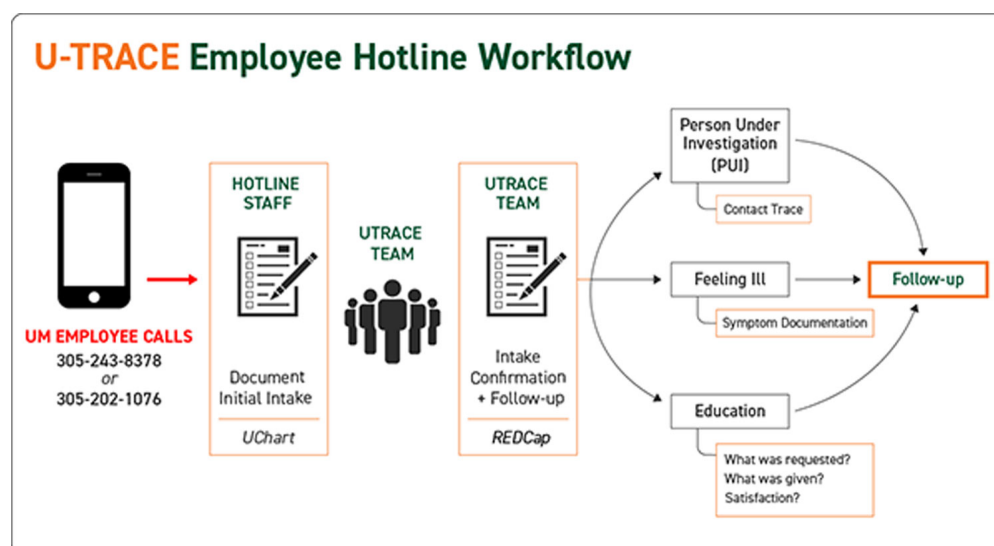 U-TRACE Employee Hotline Workflow
UM EMPLOYEE CALLS
305-243-8378
or
305-202-1076
HOTLINE
STAFF
Document
Initial Intake
UChart
UTRACE
TEAM
UTRACE
TEAM
Intake
Confirmation
+ Follow-up
REDCap
Person Under
Investigation
(PUI)
Contact Trace
Feeling Ill
Symptom Documentation
Education
What was requested?
What was given?
Satisfaction?
Follow-up